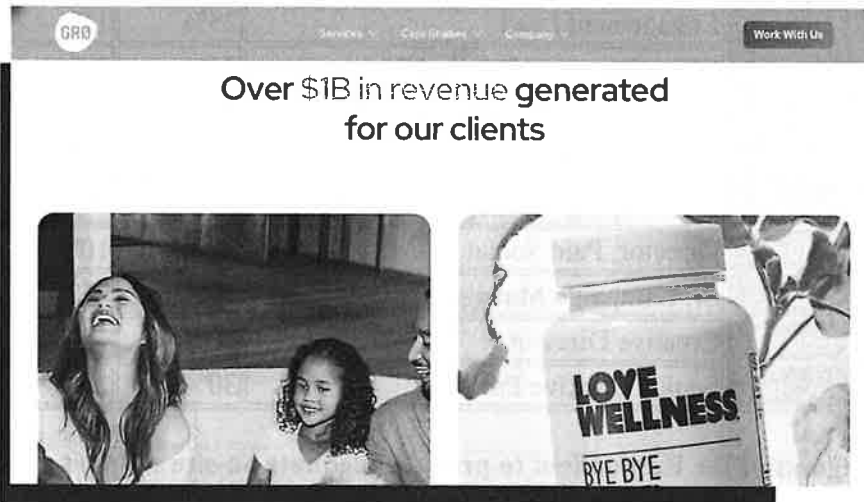 GRØ
Services
Case Studies
Company
Work With Us
Over $1B in revenue generated
for our clients
LOVE
WELLNESS
BYE BYE